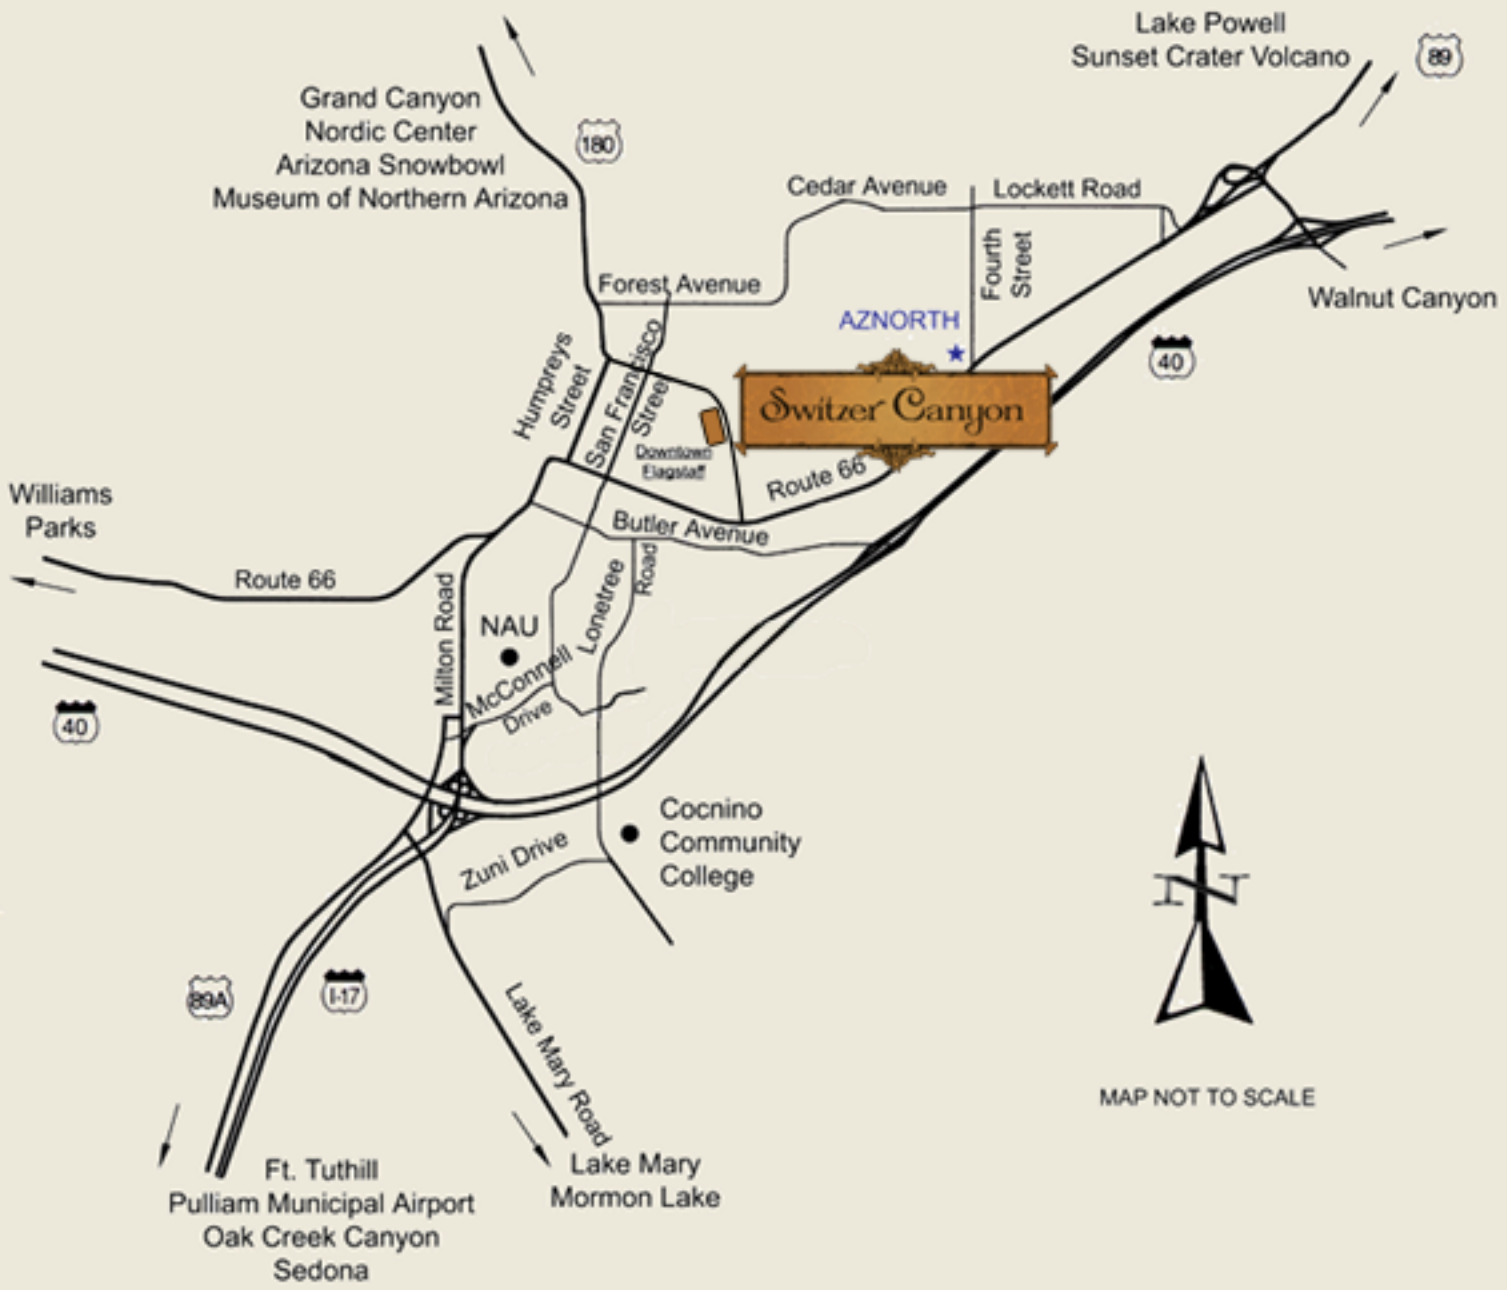 Lake Powell
Sunset Crater Volcano
89
Grand Canyon
Nordic Center
Arizona Snowbowl
Museum of Northern Arizona
180
Cedar Avenue
Lockett Road
Fourth
Street
Forest Avenue
Walnut Canyon
AZNORTH
40
Humpreys
Street
San Francisco
Street
Switzer Canyon
Downtown
Flagstaff
Route 66
Williams
Parks
Butler Avenue
Route 66
Milton Road
NAU
Lonetree
Road
McConnell
Drive
40
Cocnino
Community
College
Zuni Drive
N
89A
I-17
Lake Mary Road
MAP NOT TO SCALE
Ft. Tuthill
Pulliam Municipal Airport
Oak Creek Canyon
Sedona
Lake Mary
Mormon Lake